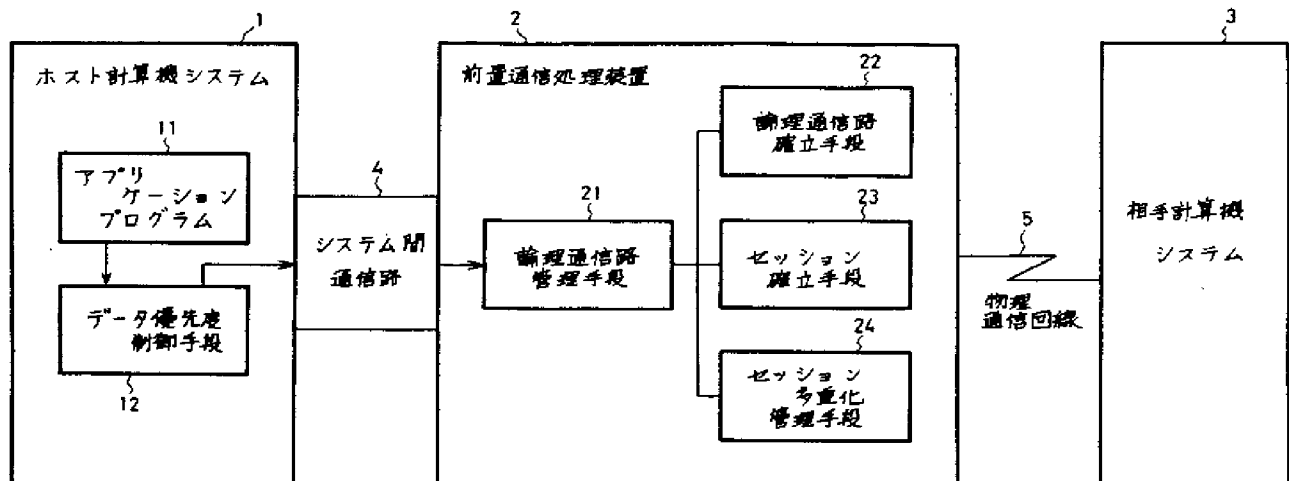 1
ホスト計算機システム
11
アプリ
ケーション
プログラム
データ優先度
制御手段
12
4
システム間
通信路
2
前置通信処理装置
21
論理通信路
管理手段
22
論理通信路
確立手段
23
セッション
確立手段
24
セッション
多重化
管理手段
5
物理
通信回線
3
相手計算機
システム